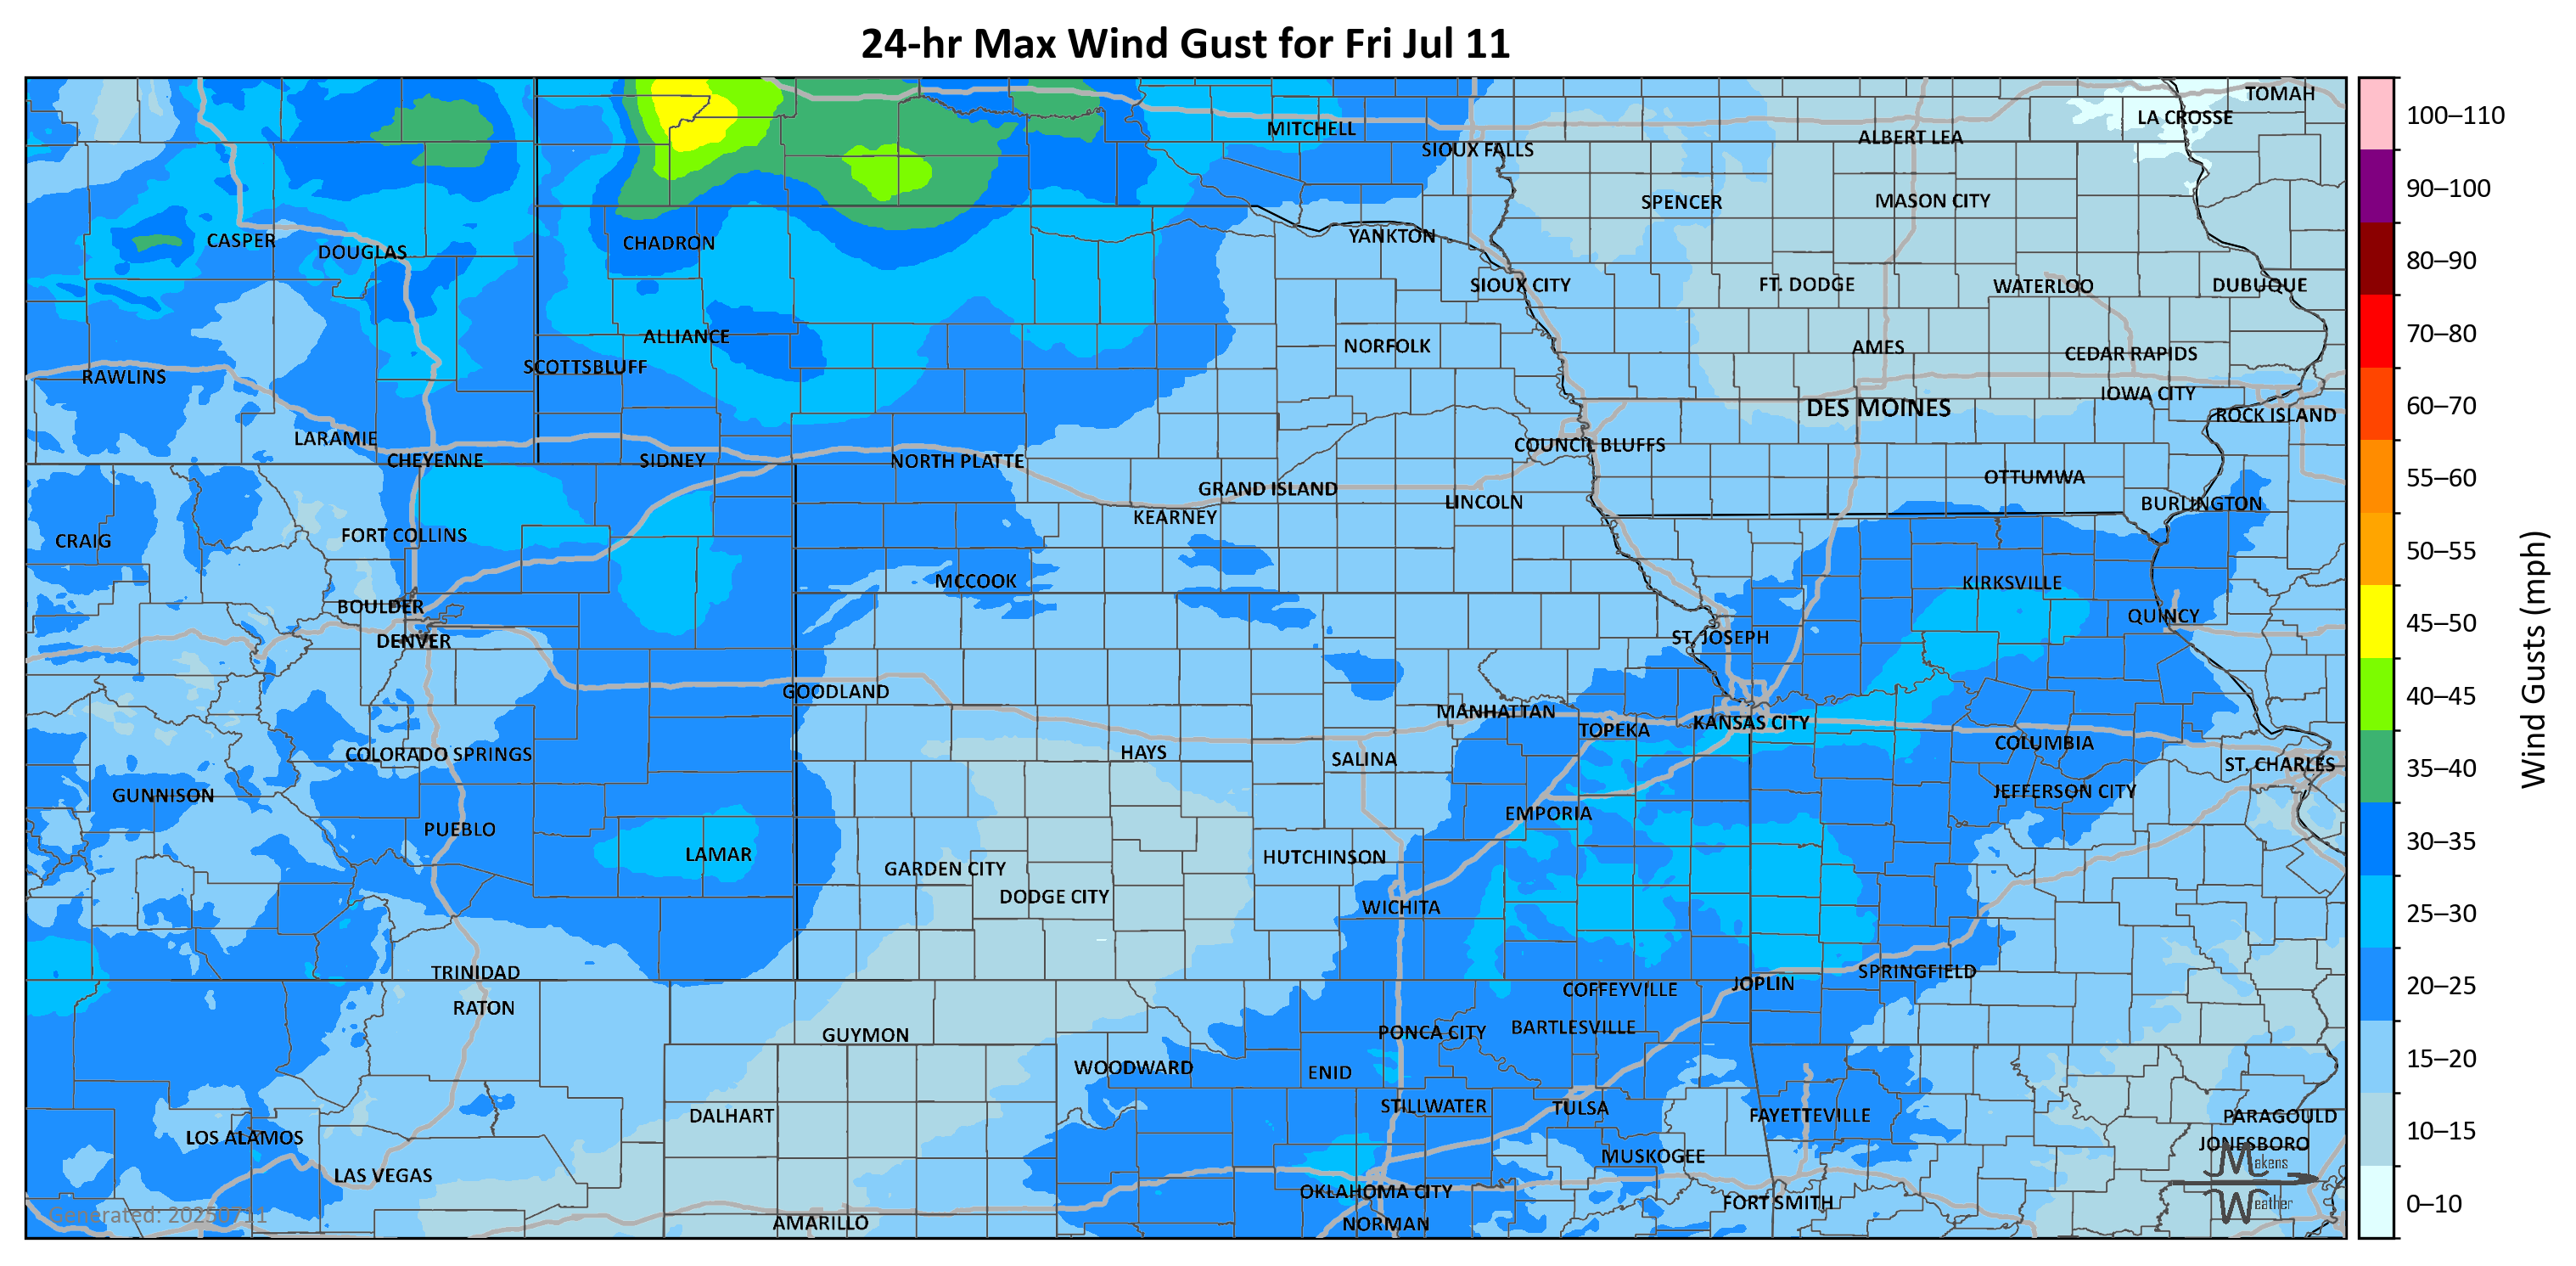 24-hr Max Wind Gust for Fri Jul 11
TOMAH
LA CROSSE
MITCHELL
ALBERT LEA
SIOUX FALLS
SPENCER
MASON CITY
CASPER
DOUGLAS
CHADRON
YANKTON
SIOUX CITY
FT. DODGE
WATERLOO
DUBUQUE
ALLIANCE
NORFOLK
AMES
CEDAR RAPIDS
SCOTTSBLUFF
RAWLINS
IOWA CITY
DES MOINES
ROCK ISLAND
LARAMIE
COUNCIL BLUFFS
CHEYENNE
SIDNEY
NORTH PLATTE
OTTUMWA
GRAND ISLAND
LINCOLN
BURLINGTON
KEARNEY
FORT COLLINS
CRAIG
MCCOOK
KIRKSVILLE
BOULDER
QUINCY
DENVER
ST. JOSEPH
GOODLAND
MANHATTAN
KANSAS CITY
TOPEKA
COLUMBIA
COLORADO SPRINGS
HAYS
SALINA
ST. CHARLES
GUNNISON
JEFFERSON CITY
EMPORIA
PUEBLO
LAMAR
HUTCHINSON
GARDEN CITY
DODGE CITY
WICHITA
TRINIDAD
SPRINGFIELD
JOPLIN
COFFEYVILLE
RATON
BARTLESVILLE
PONCA CITY
GUYMON
WOODWARD
ENID
STILLWATER
TULSA
DALHART
FAYETTEVILLE
PARAGOULD
LOS ALAMOS
JONESBORO
MUSKOGEE
LAS VEGAS
OKLAHOMA CITY
FORT SMITH
AMARILLO
NORMAN
Makens
Weather
Generated: 20250711
100–110
90–100
80–90
70–80
60–70
55–60
50–55
45–50
40–45
35–40
30–35
25–30
20–25
15–20
10–15
0–10
Wind Gusts (mph)